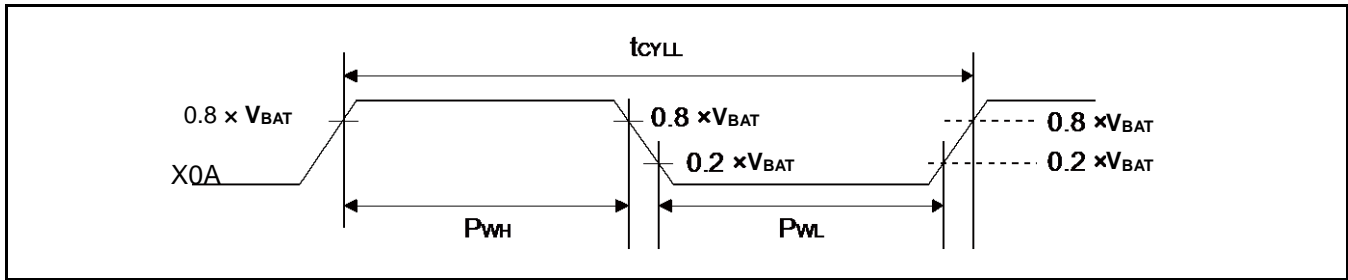 tCYLL
0.8 × VBAT
0.8 ×VBAT
0.8 ×VBAT
0.2 ×VBAT
0.2 ×VBAT
X0A
PWH
PWL